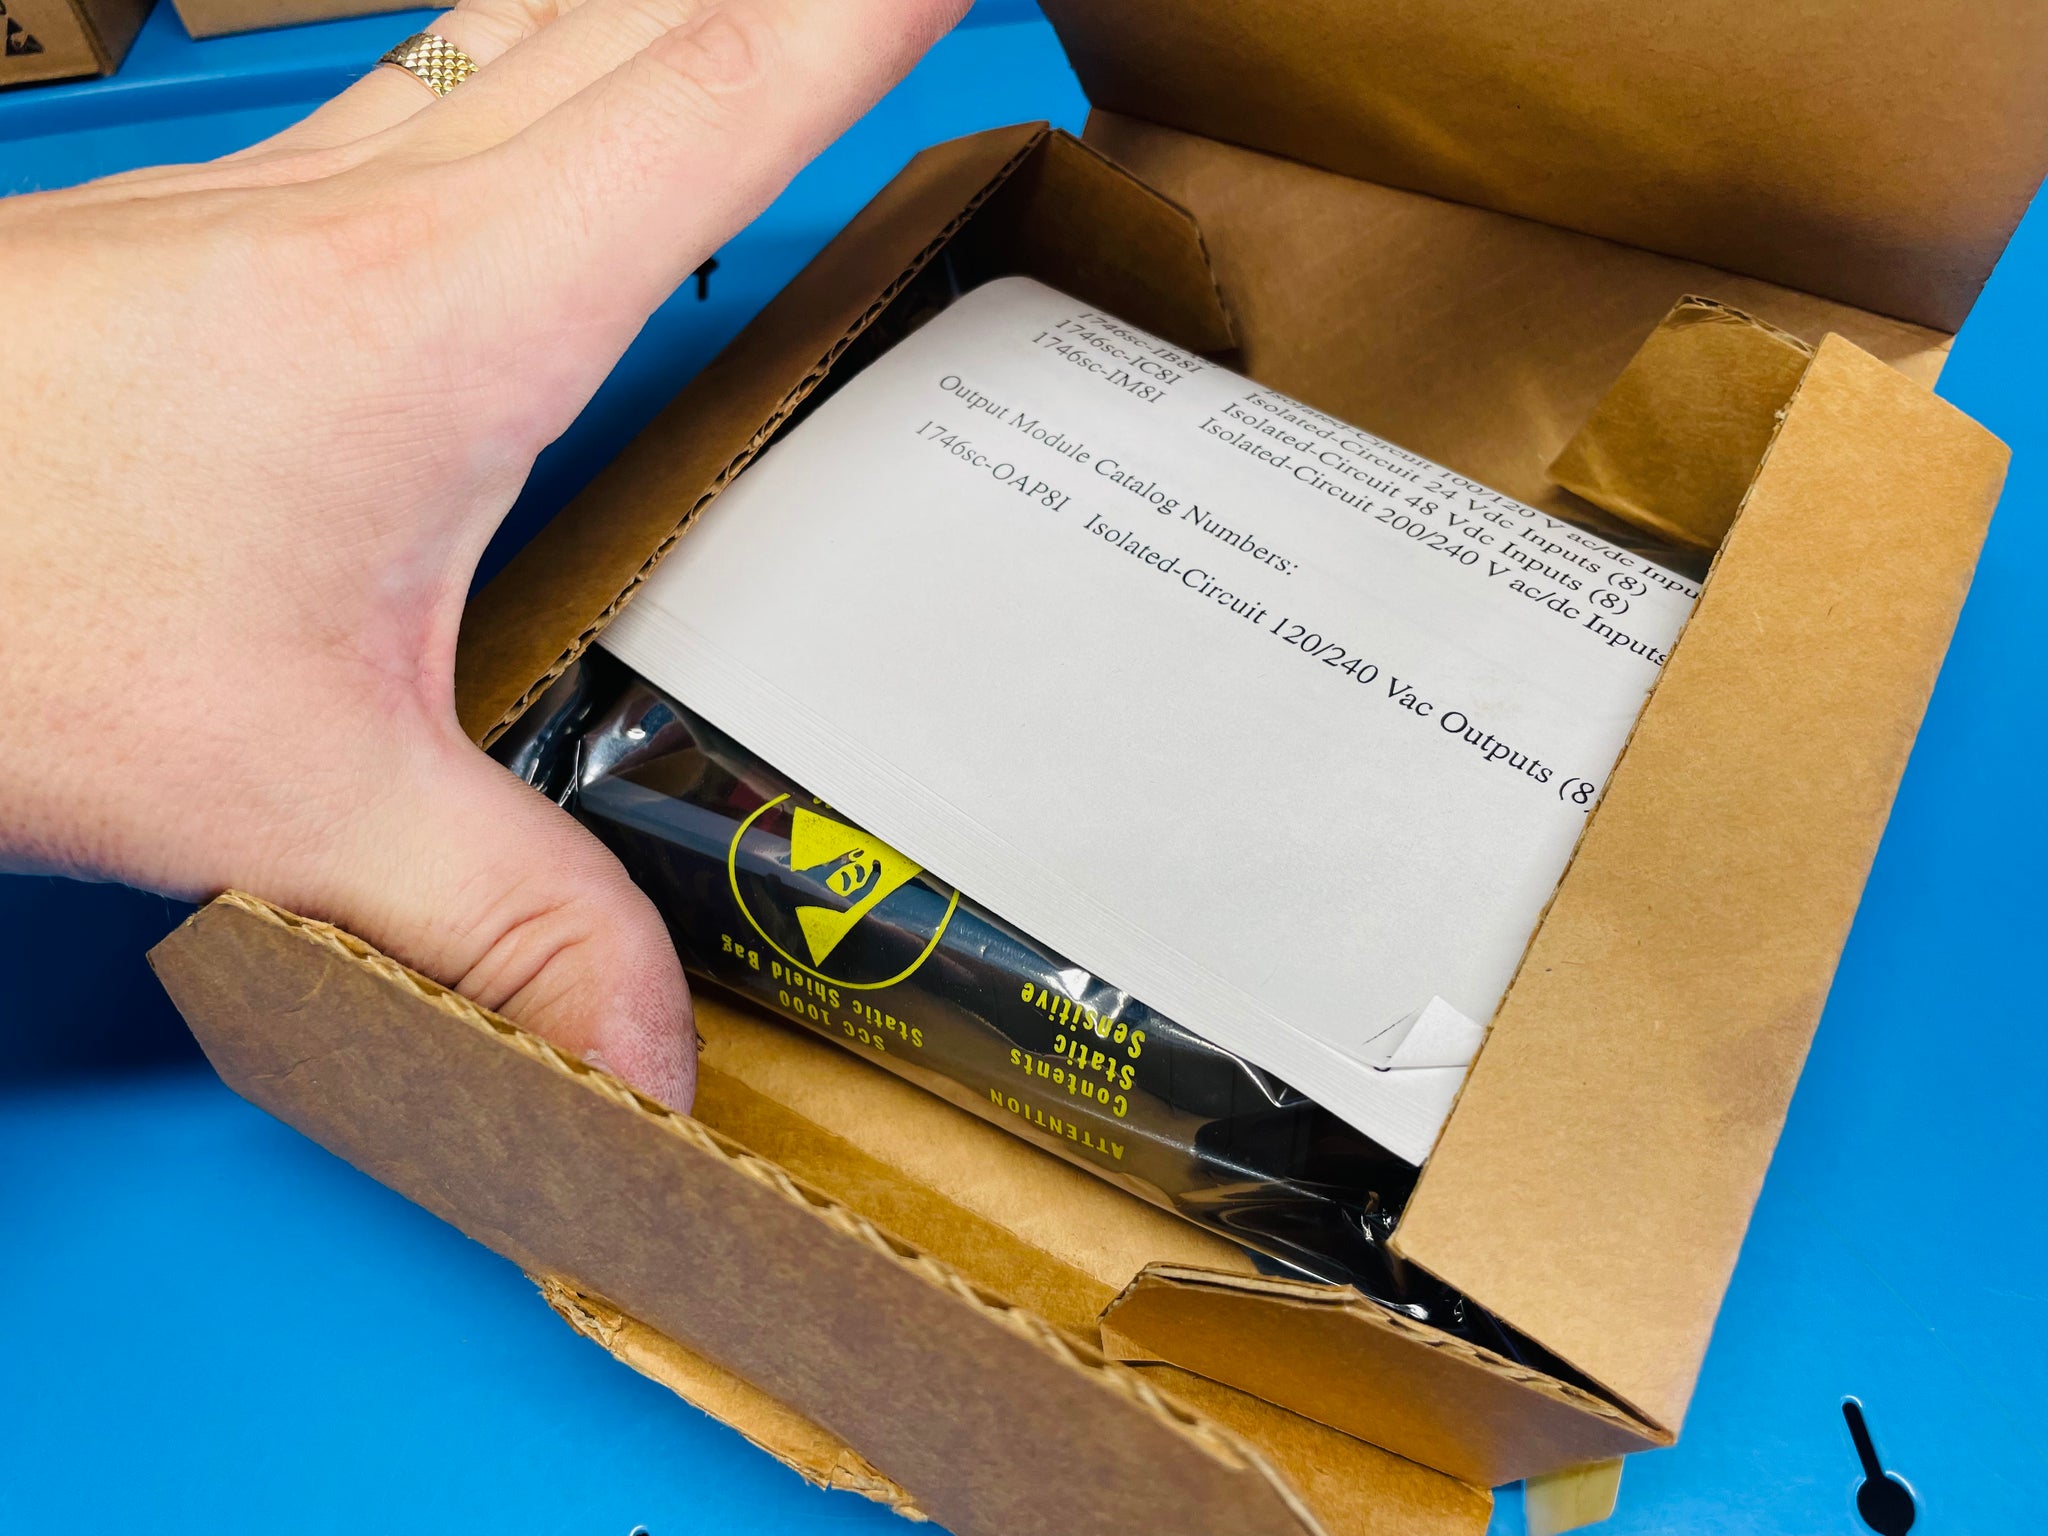 1746sc-IB8I Isolated-Circuit 24 Vdc Inputs (8)
1746sc-IC8I Isolated-Circuit 48 Vdc Inputs (8)
1746sc-IM8I Isolated-Circuit 200/240 V ac/dc Inputs
Output Module Catalog Numbers:
1746sc-OAP8I Isolated-Circuit 120/240 Vac Outputs (8
ATTENTION
Contents
Static
Sensitive
SCC 1000
Static Shield Bag